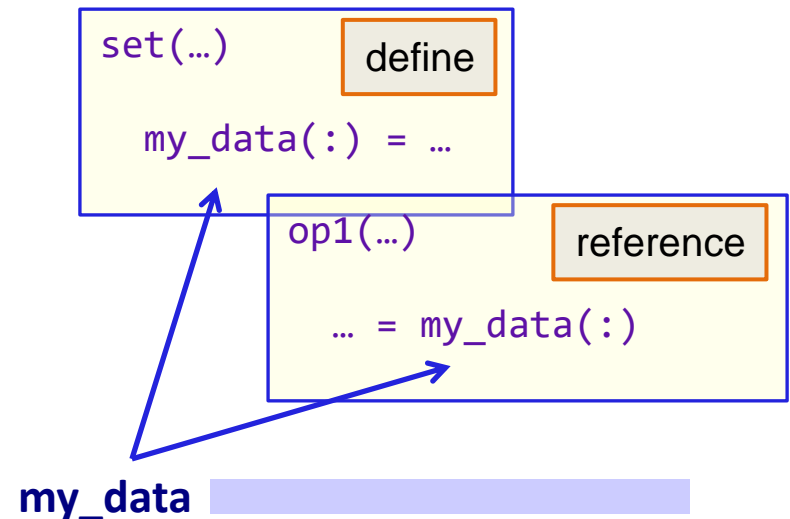 set(…)
define
my_data(:) = …
op1(…)
reference
… = my_data(:)
my_data